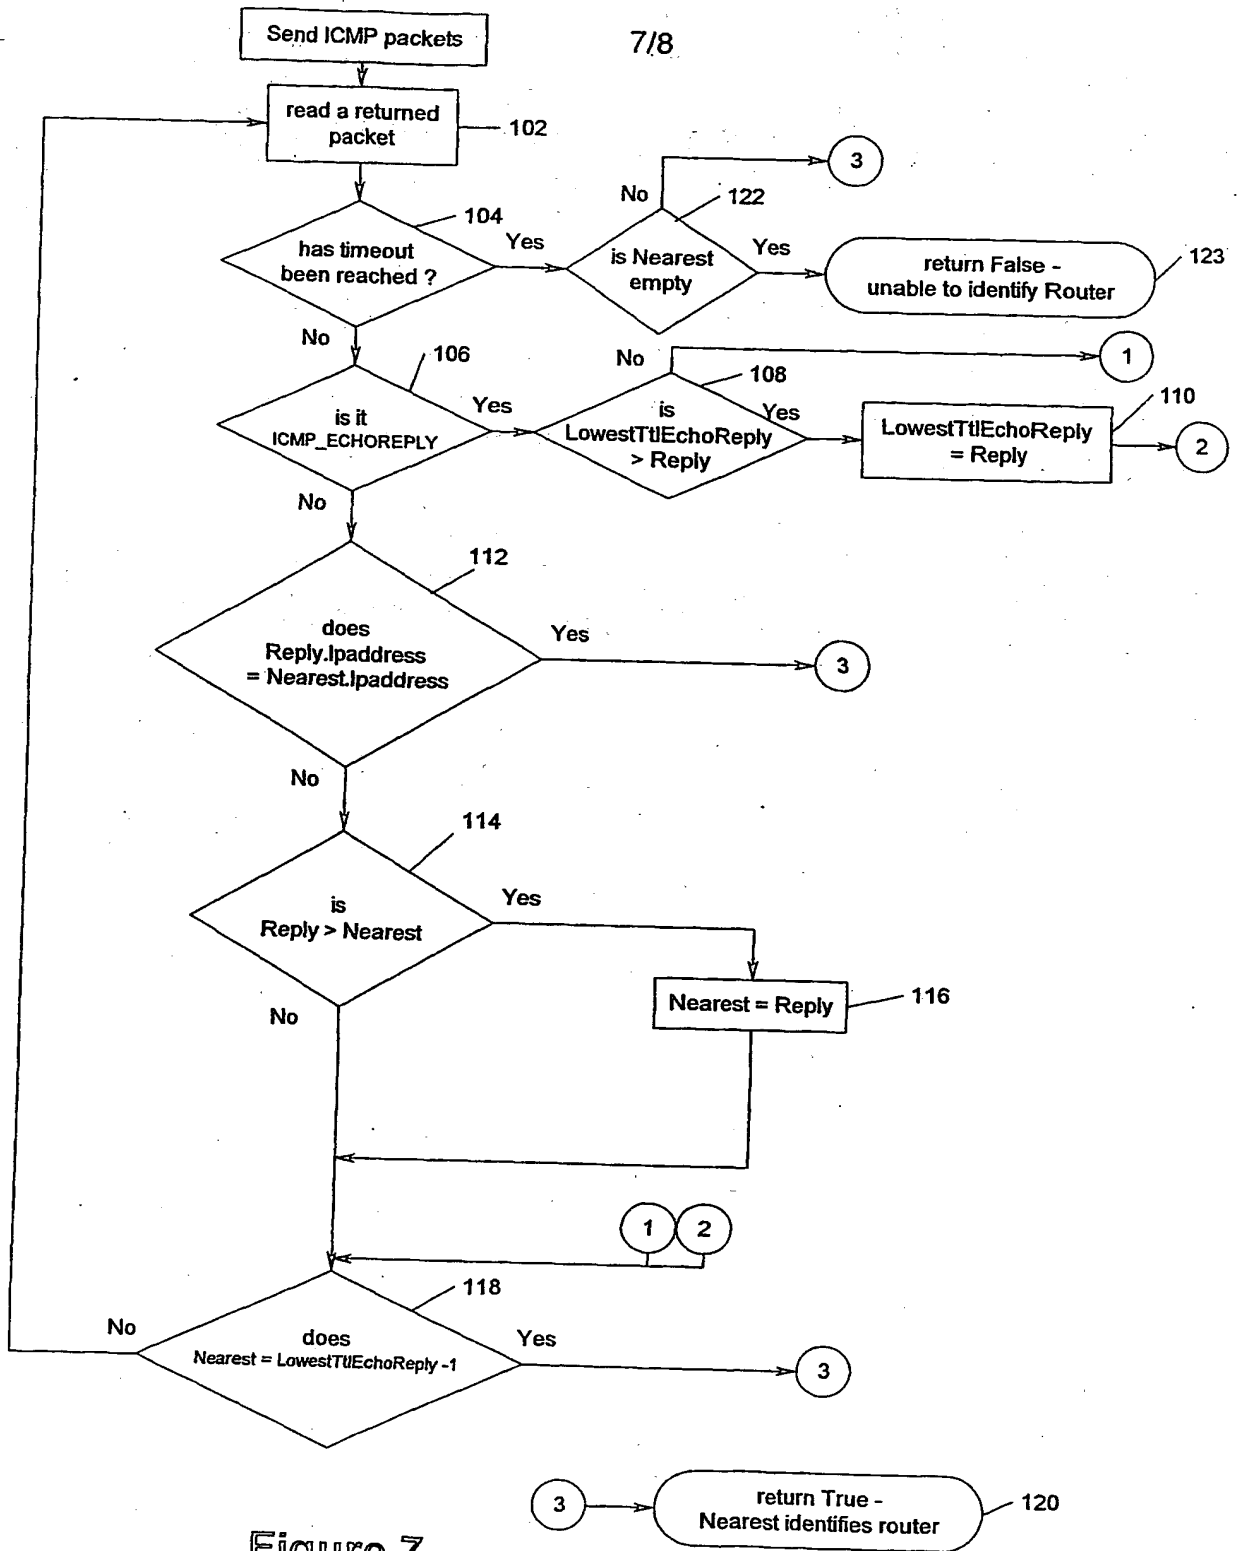 Send ICMP packets
7/8
read a returned
packet
102
3
No
122
104
Yes
has timeout
been reached ?
is Nearest
empty
Yes
return False -
unable to identify Router
123
No
106
No
1
108
is it
ICMP_ECHOREPLY
Yes
is
LowestTtlEchoReply
> Reply
Yes
110
LowestTtlEchoReply
= Reply
2
No
112
does
Reply.Ipaddress
= Nearest.Ipaddress
Yes
3
No
114
is
Reply > Nearest
Yes
Nearest = Reply
116
No
1
2
118
No
does
Nearest = LowestTtlEchoReply -1
Yes
3
3
return True -
Nearest identifies router
120
Figure 7